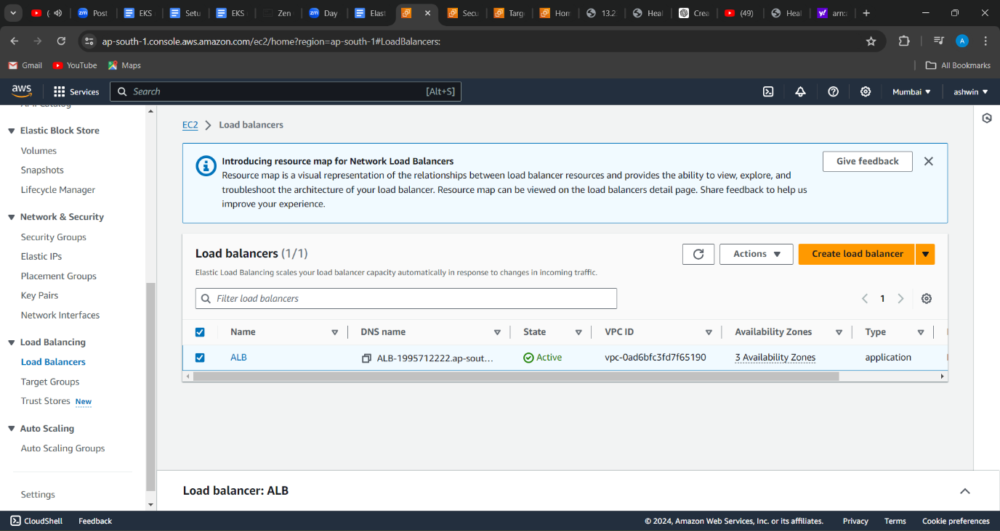 ( 
zm Post
EKS
Setu
EKS
Zen
zm Day
Elast
Secu
Targ
Hom
13.2
Heal
Crea
(49)
Heal
y! arn:a
ap-south-1.console.aws.amazon.com/ec2/home?region=ap-south-1#LoadBalancers:
A
Gmail
YouTube
Maps
All Bookmarks
aws
Services
Search
[Alt+S]
Mumbai
ashwin
Elastic Block Store
Volumes
Snapshots
Lifecycle Manager
Network & Security
Security Groups
Elastic IPs
Placement Groups
Key Pairs
Network Interfaces
Load Balancing
Load Balancers
Target Groups
Trust Stores New
Auto Scaling
Auto Scaling Groups
Settings
EC2 > Load balancers
Introducing resource map for Network Load Balancers
Resource map is a visual representation of the relationships between load balancer resources and provides the ability to view, explore, and
troubleshoot the architecture of your load balancer. Resource map can be viewed on the load balancers detail page. Share feedback to help us
improve your experience.
Give feedback
Load balancers (1/1)
Actions
Create load balancer
Elastic Load Balancing scales your load balancer capacity automatically in response to changes in incoming traffic.
Filter load balancers
1
Name DNS name State VPC ID Availability Zones Type
ALB ALB-1995712222.ap-sout... Active vpc-0ad6bfc3fd7f65190 3 Availability Zones application
Load balancer: ALB
CloudShell
Feedback
© 2024, Amazon Web Services, Inc. or its affiliates.
Privacy
Terms
Cookie preferences